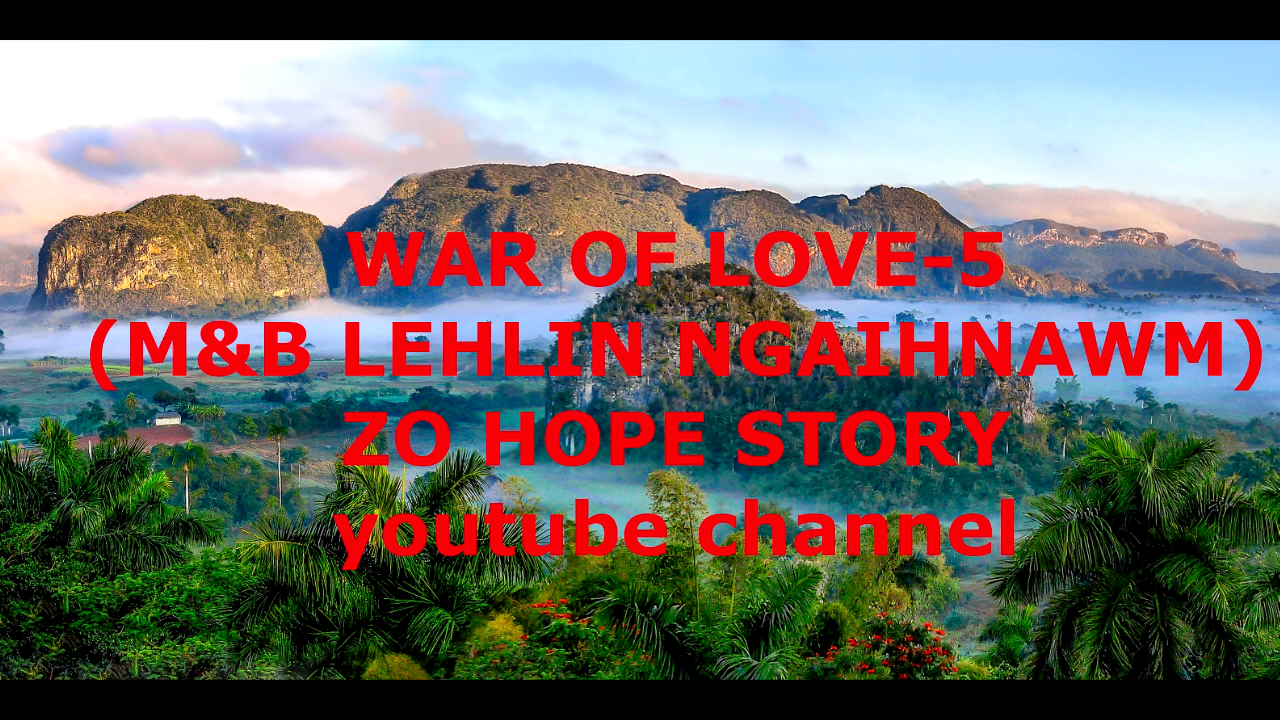 WAR OF LOVE-5
(M&B LEHLIN NGAIHNAWM)
ZO HOPE STORY
youtube channel